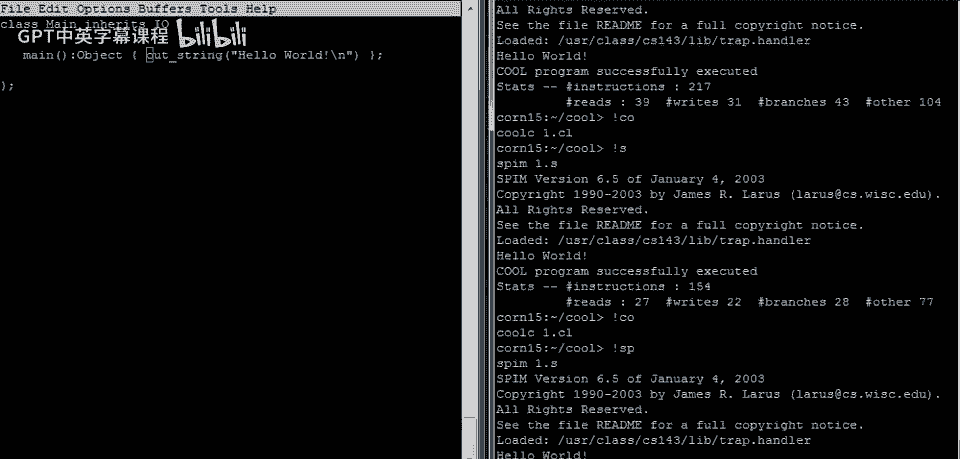 File Edit Options Buffers Tools Help
class Main inherits IO
GPT中英字幕课程 bilibili
main():Object { out_string("Hello World!\n") };
);
All Rights Reserved.
See the file README for a full copyright notice.
Loaded: /usr/class/cs143/lib/trap.handler
Hello World!
COOL program successfully executed
Stats -- #instructions : 217
#reads : 39 #writes 31 #branches 43 #other 104
corn15:~/cool> !co
coolc 1.cl
corn15:~/cool> !s
spim 1.s
SPIM Version 6.5 of January 4, 2003
Copyright 1990-2003 by James R. Larus (larus@cs.wisc.edu).
All Rights Reserved.
See the file README for a full copyright notice.
Loaded: /usr/class/cs143/lib/trap.handler
Hello World!
COOL program successfully executed
Stats -- #instructions : 154
#reads : 27 #writes 22 #branches 28 #other 77
corn15:~/cool> !co
coolc 1.cl
corn15:~/cool> !sp
spim 1.s
SPIM Version 6.5 of January 4, 2003
Copyright 1990-2003 by James R. Larus (larus@cs.wisc.edu).
All Rights Reserved.
See the file README for a full copyright notice.
Loaded: /usr/class/cs143/lib/trap.handler
Hello World!